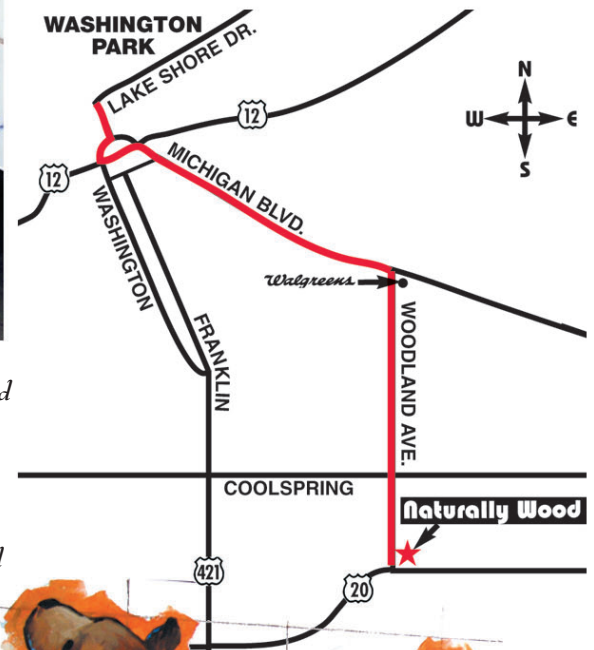 WASHINGTON
PARK
LAKE SHORE DR.
N
W
E
S
12
12
MICHIGAN BLVD.
WASHINGTON
Walgreens
FRANKLIN
WOODLAND AVE.
d
COOLSPRING
Naturally Wood
421
20